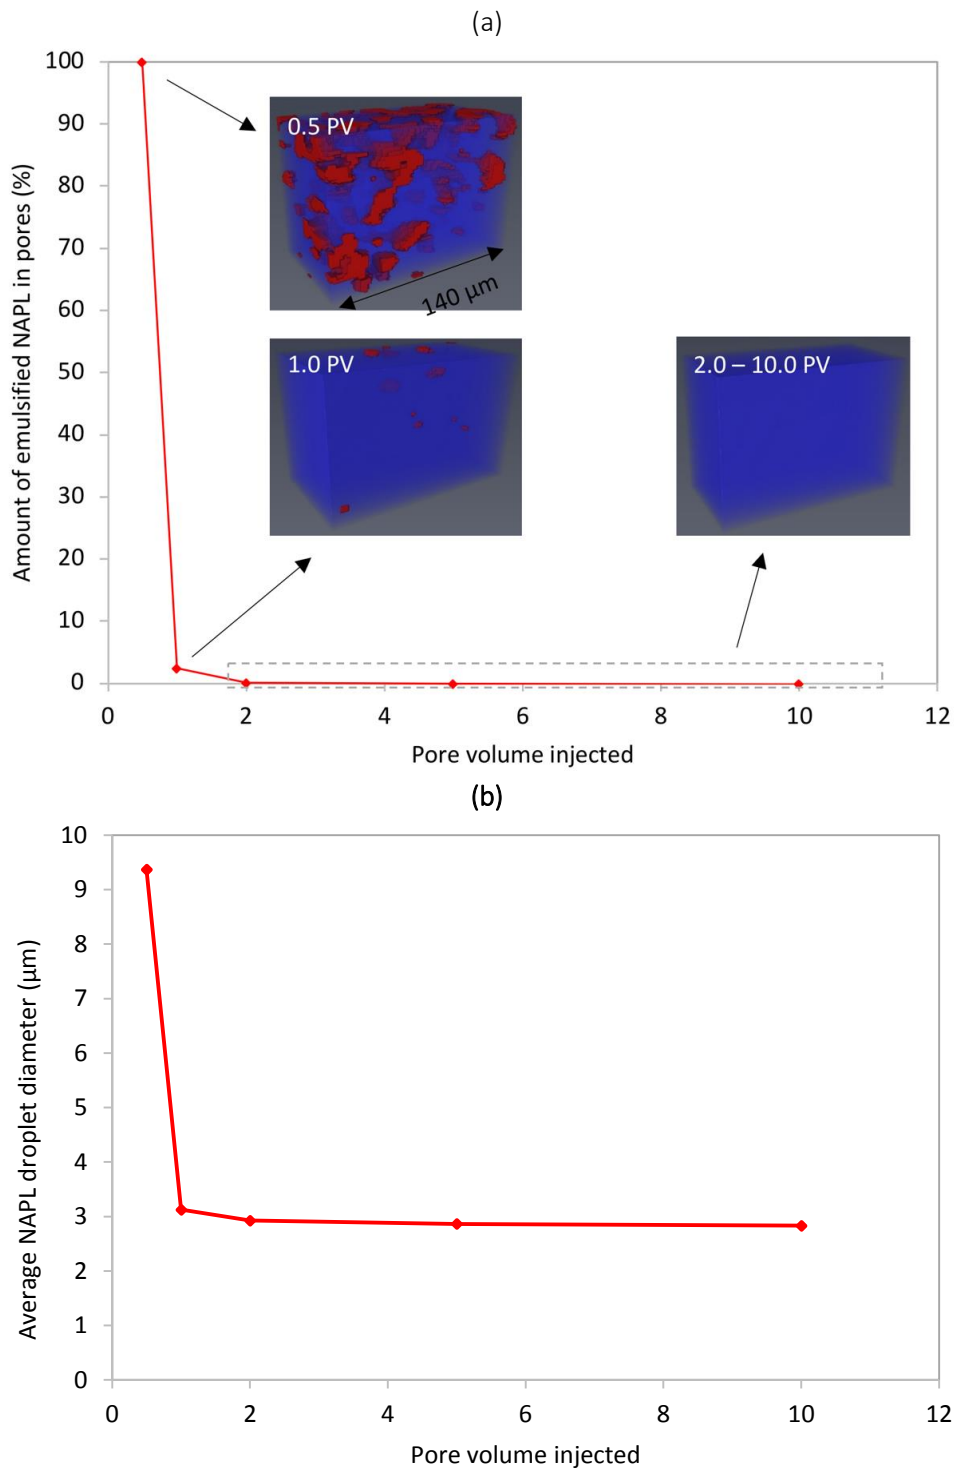 (a)
Amount of emulsified NAPL in pores (%)
100
90
80
70
60
50
40
30
20
10
0
0.5 PV
140 µm
1.0 PV
2.0 – 10.0 PV
0 2 4 6 8 10 12
Pore volume injected
(b)
Average NAPL droplet diameter (µm)
10
9
8
7
6
5
4
3
2
1
0
0 2 4 6 8 10 12
Pore volume injected